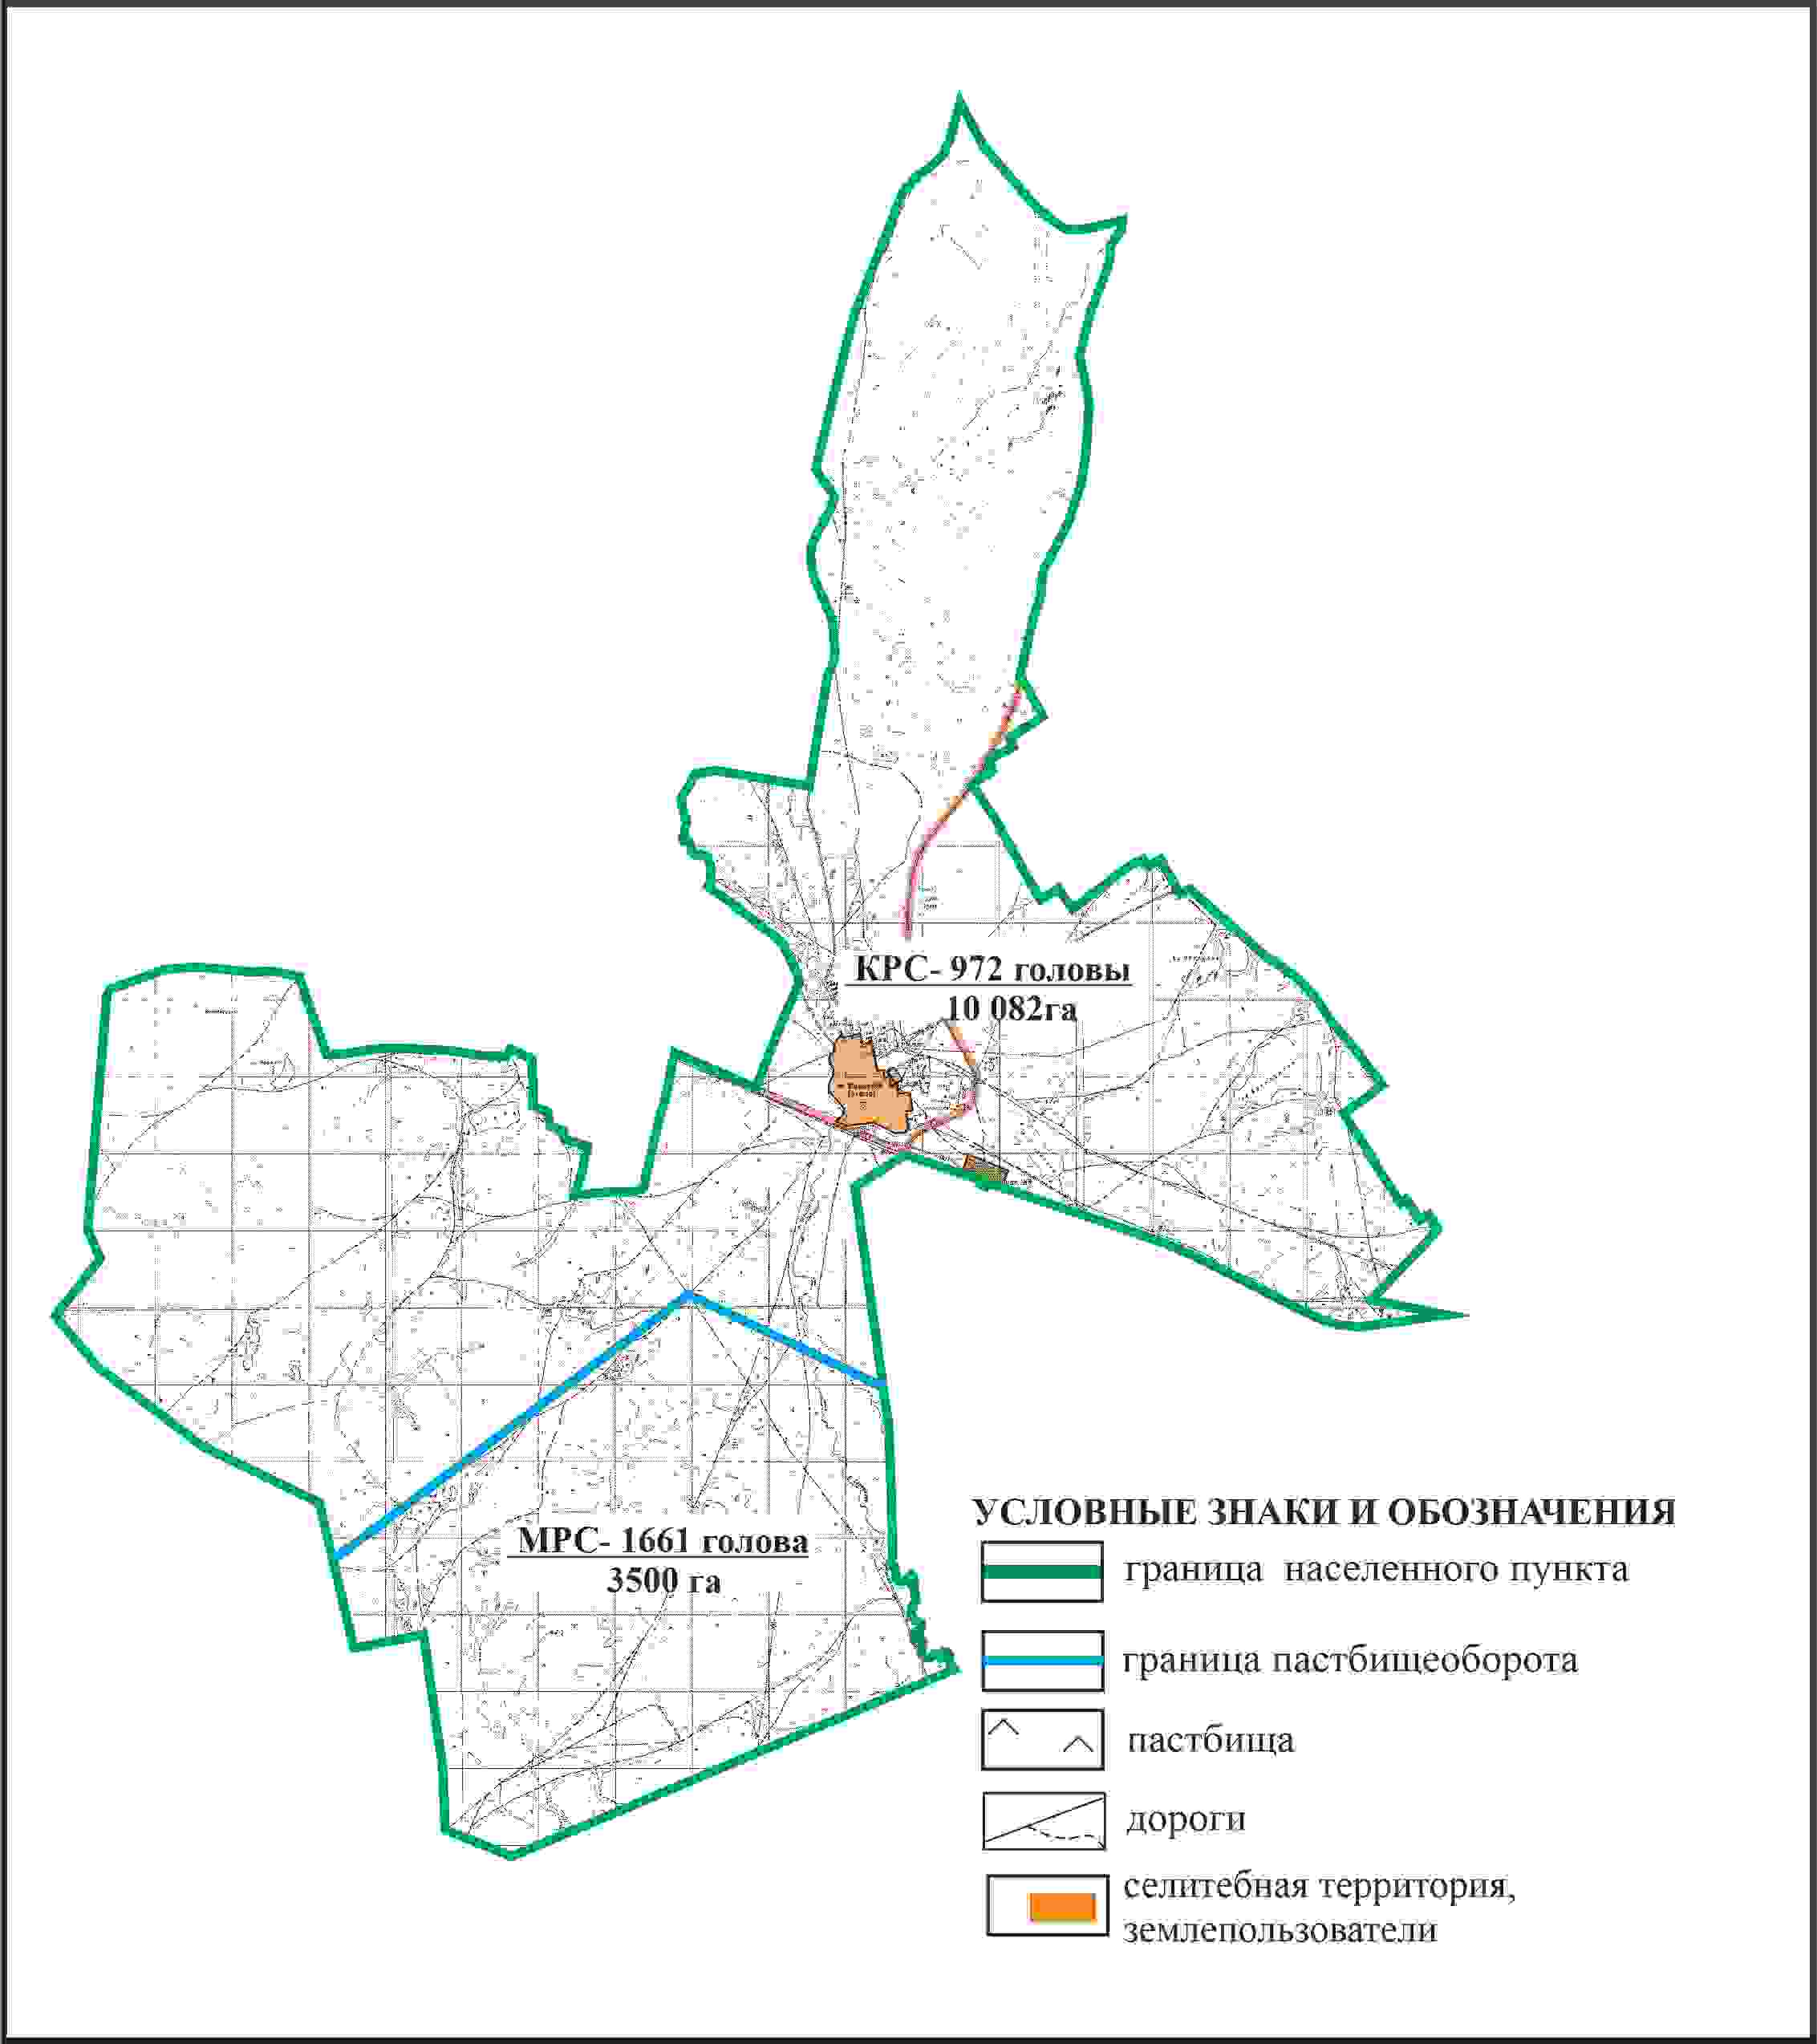 КРС- 972 головы
10 082га
МРС- 1661 голова
3500 га
УСЛОВНЫЕ ЗНАКИ И ОБОЗНАЧЕНИЯ
граница населенного пункта
граница пастбищеоборота
пастбища
дороги
селитебная территория,
землепользователи